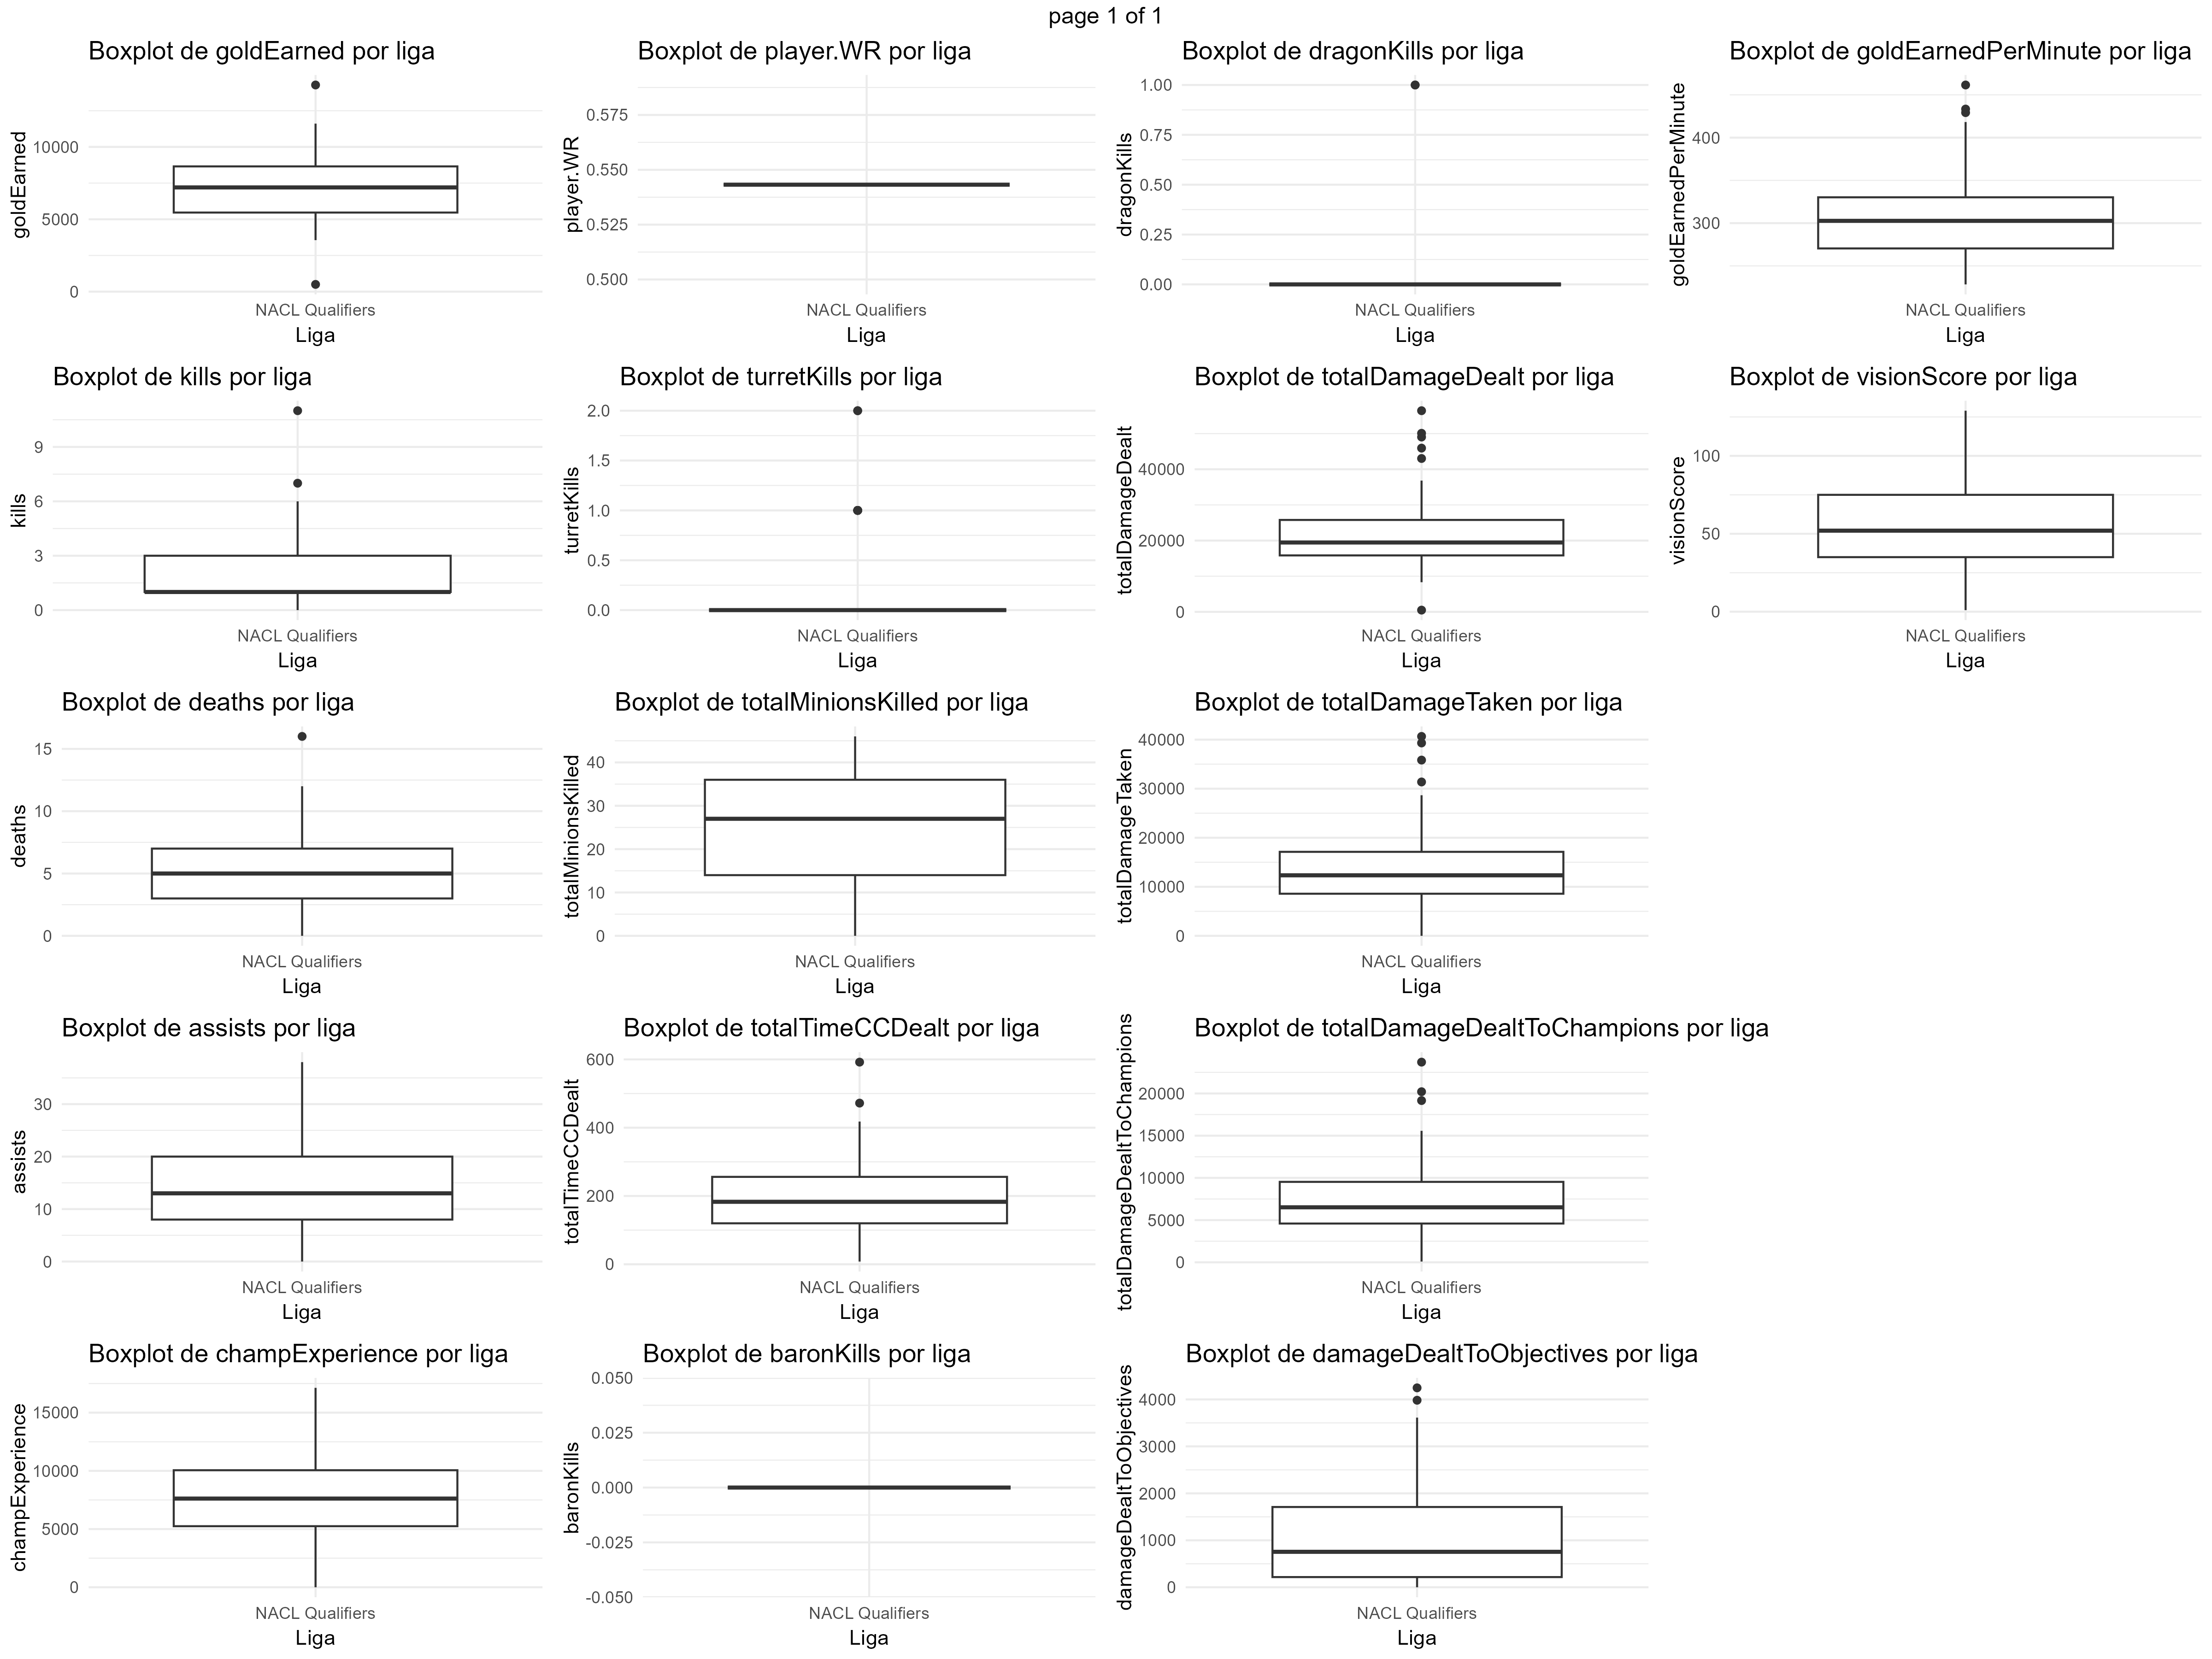 page 1 of 1
Boxplot de goldEarned por liga
goldEarned
10000
5000
0
NACL Qualifiers
Liga
Boxplot de player.WR por liga
player.WR
0.575
0.550
0.525
0.500
NACL Qualifiers
Liga
Boxplot de dragonKills por liga
dragonKills
1.00
0.75
0.50
0.25
0.00
NACL Qualifiers
Liga
Boxplot de goldEarnedPerMinute por liga
goldEarnedPerMinute
400
300
NACL Qualifiers
Liga
Boxplot de kills por liga
kills
9
6
3
0
NACL Qualifiers
Liga
Boxplot de turretKills por liga
turretKills
2.0
1.5
1.0
0.5
0.0
NACL Qualifiers
Liga
Boxplot de totalDamageDealt por liga
totalDamageDealt
40000
20000
0
NACL Qualifiers
Liga
Boxplot de visionScore por liga
visionScore
100
50
0
NACL Qualifiers
Liga
Boxplot de deaths por liga
deaths
15
10
5
0
NACL Qualifiers
Liga
Boxplot de totalMinionsKilled por liga
totalMinionsKilled
40
30
20
10
0
NACL Qualifiers
Liga
Boxplot de totalDamageTaken por liga
totalDamageTaken
40000
30000
20000
10000
0
NACL Qualifiers
Liga
Boxplot de assists por liga
assists
30
20
10
0
NACL Qualifiers
Liga
Boxplot de totalTimeCCDealt por liga
totalTimeCCDealt
600
400
200
0
NACL Qualifiers
Liga
Boxplot de totalDamageDealtToChampions por liga
totalDamageDealtToChampions
20000
15000
10000
5000
0
NACL Qualifiers
Liga
Boxplot de champExperience por liga
champExperience
15000
10000
5000
0
NACL Qualifiers
Liga
Boxplot de baronKills por liga
baronKills
0.050
0.025
0.000
-0.025
-0.050
NACL Qualifiers
Liga
Boxplot de damageDealtToObjectives por liga
damageDealtToObjectives
4000
3000
2000
1000
0
NACL Qualifiers
Liga